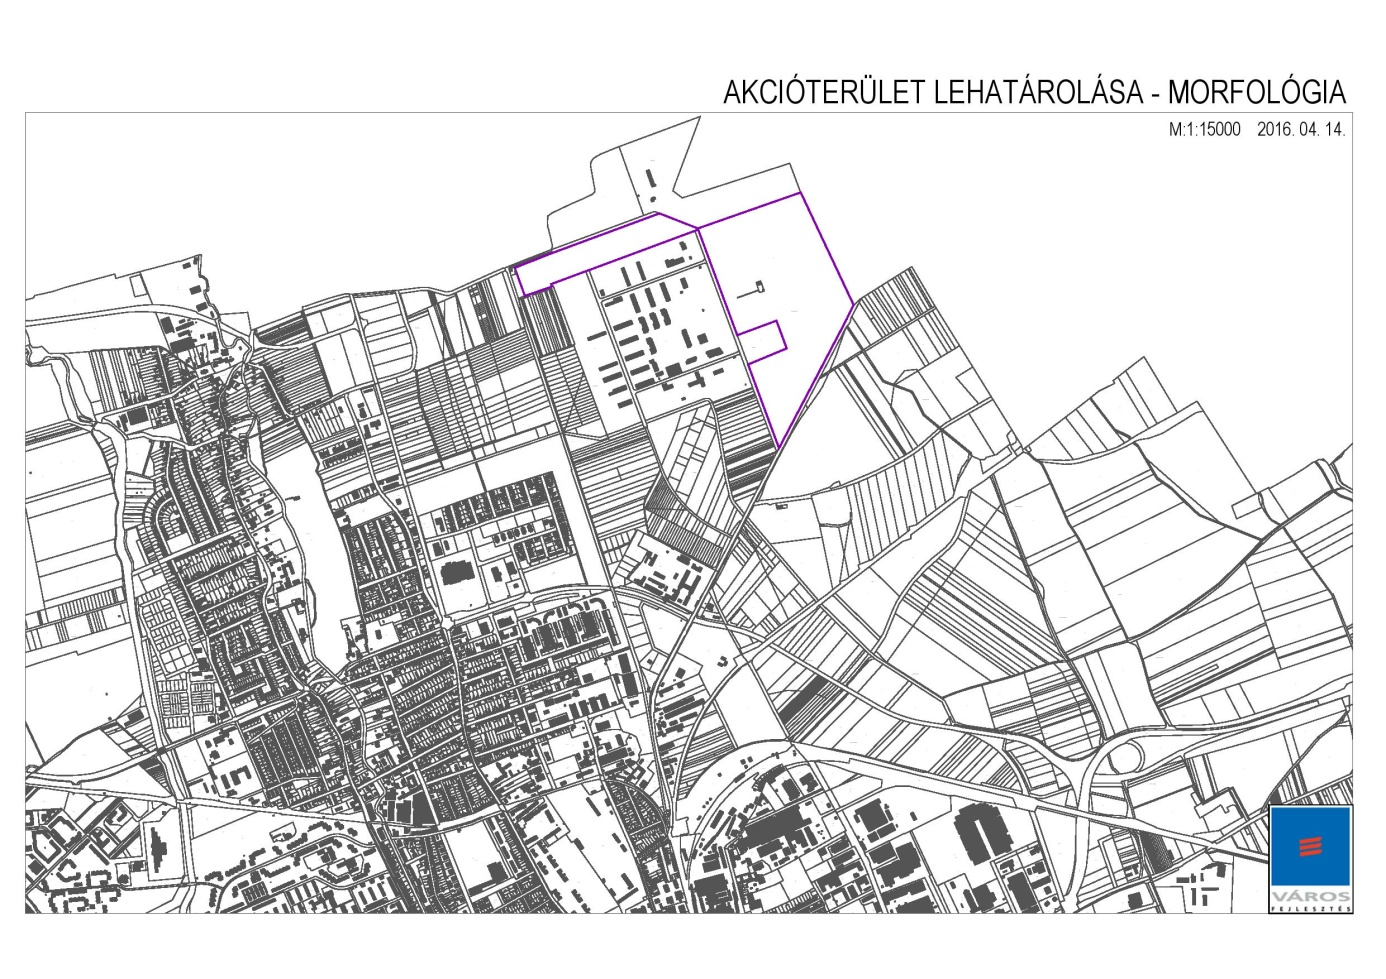 AKCIÓTERÜLET LEHATÁROLÁSA - MORFOLÓGIA
M:1:15000 2016. 04. 14.
VÁROS
FEJLESZTÉS